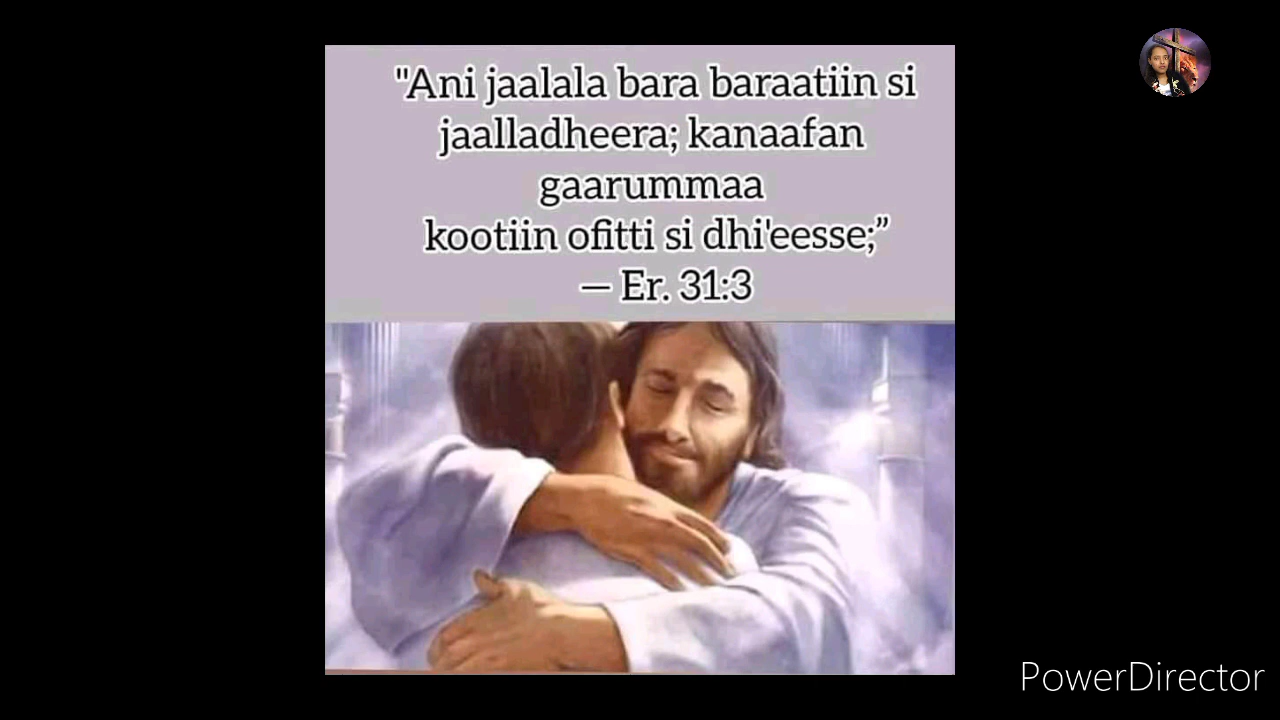 "Ani jaalala bara baraatiin si
jaalladheera; kanaafan
gaarummaa
kootiin ofitti si dhi'eesse;”
— Er. 31:3
PowerDirector